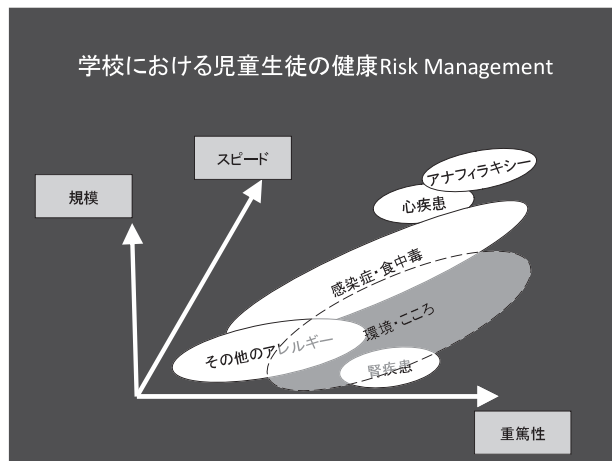 学校における児童生徒の健康Risk Management
スピード
規模
アナフィラキシー
心疾患
感染症・食中毒
環境・こころ
その他のアレルギー
腎疾患
重篤性